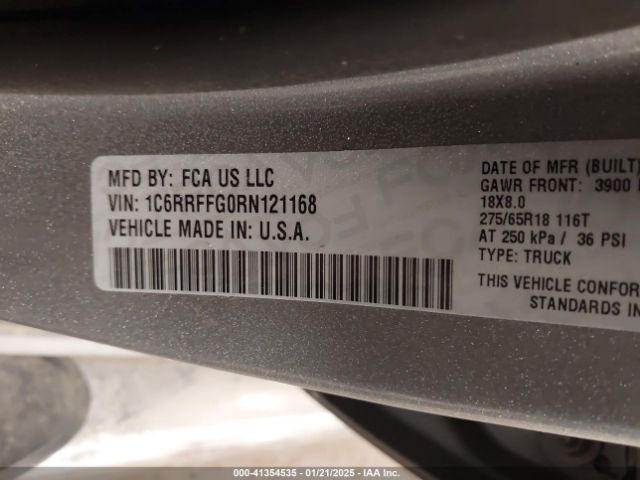 MFD BY: FCA US LLC
VIN: 1C6RRFFG0RN121168
VEHICLE MADE IN: U.S.A.
DATE OF MFR (BUILT)
GAWR FRONT: 3900
18X8.0
275/65R18 116T
AT 250 kPa / 36 PSI
TYPE: TRUCK
THIS VEHICLE CONFOR
STANDARDS IN
000-41354535 - 01/21/2025 - IAA Inc.